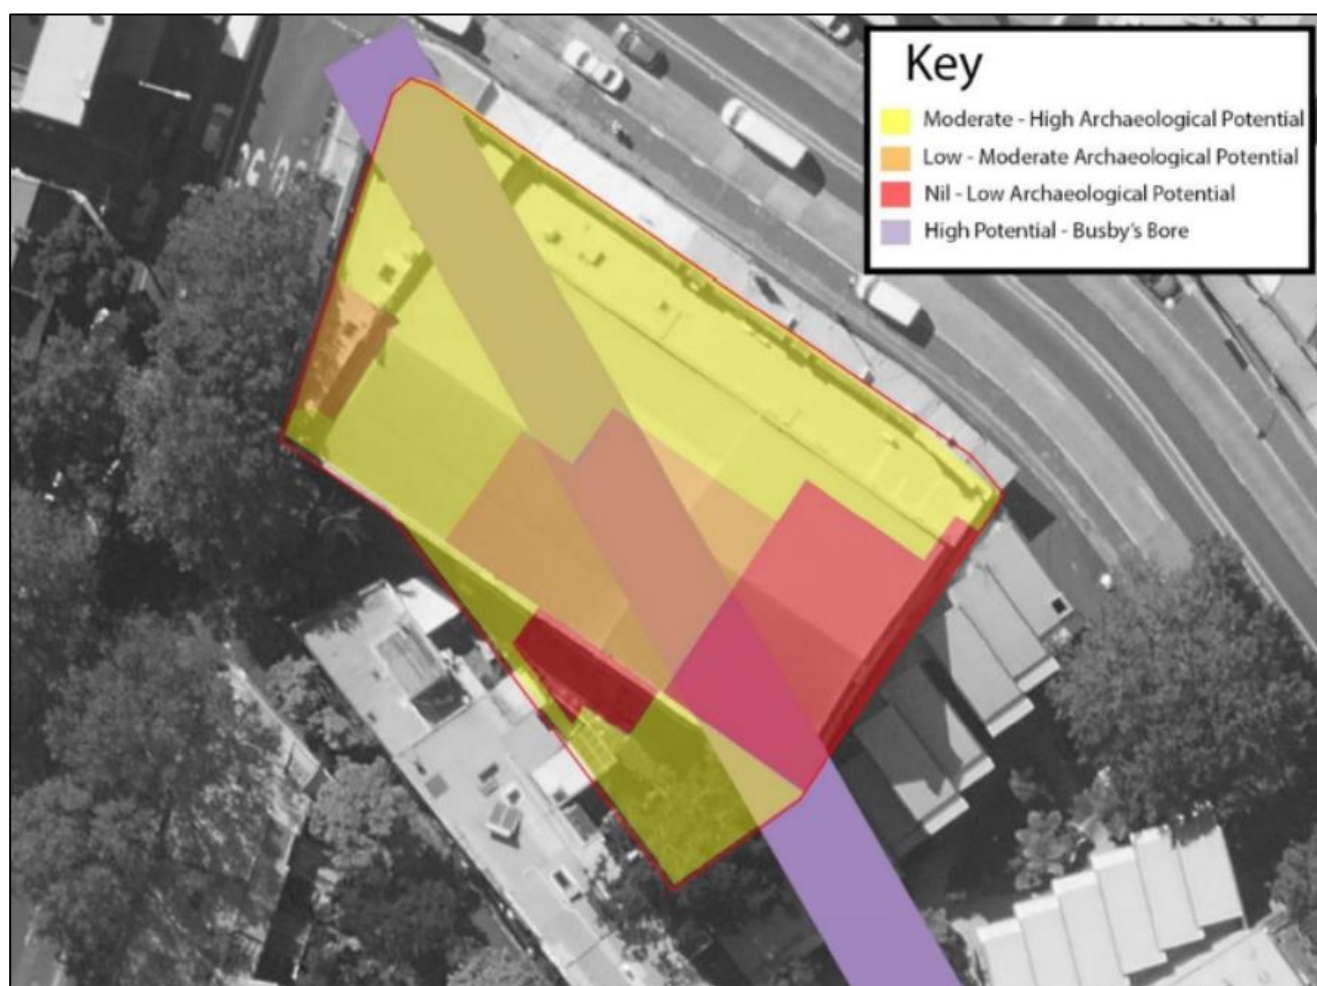 Key
Moderate - High Archaeological Potential
Low - Moderate Archaeological Potential
Nil - Low Archaeological Potential
High Potential - Busby's Bore